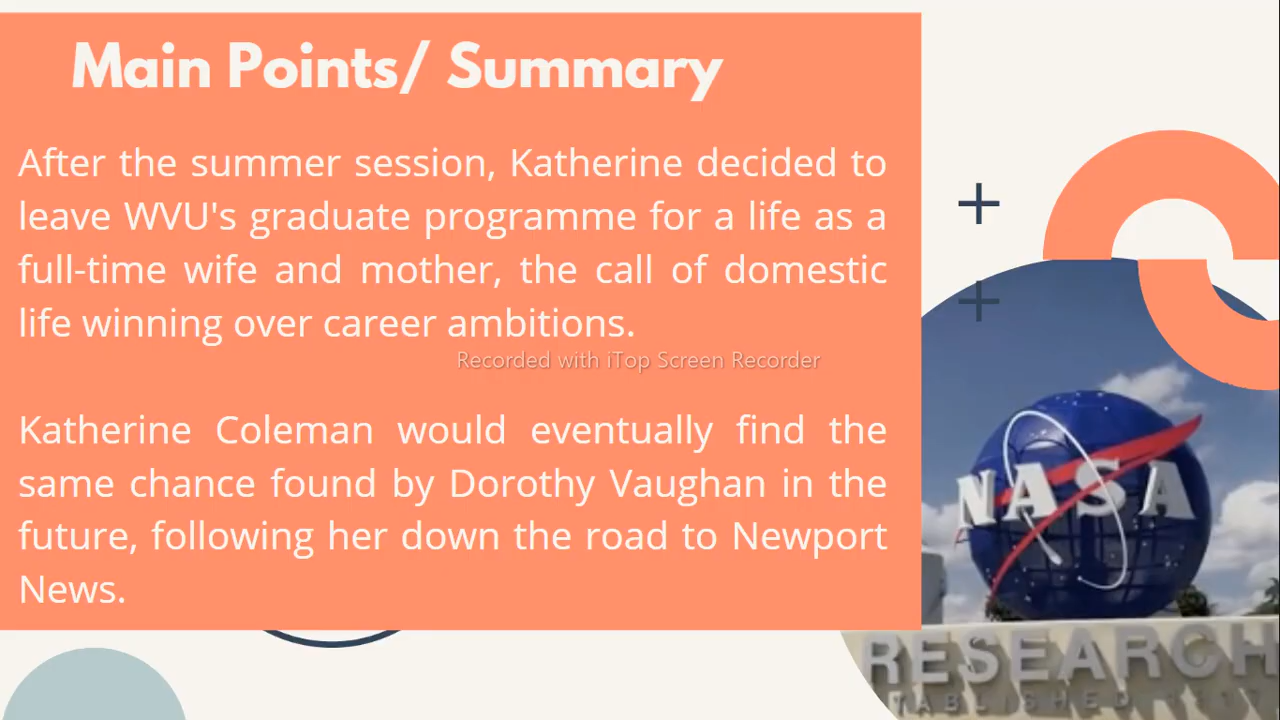 Main Points/ Summary
After the summer session, Katherine decided to
leave WVU's graduate programme for a life as a
full-time wife and mother, the call of domestic
life winning over career ambitions.
Recorded with iTop Screen Recorder
Katherine Coleman would eventually find the
same chance found by Dorothy Vaughan in the
future, following her down the road to Newport
News.
NASA
RESEARCH